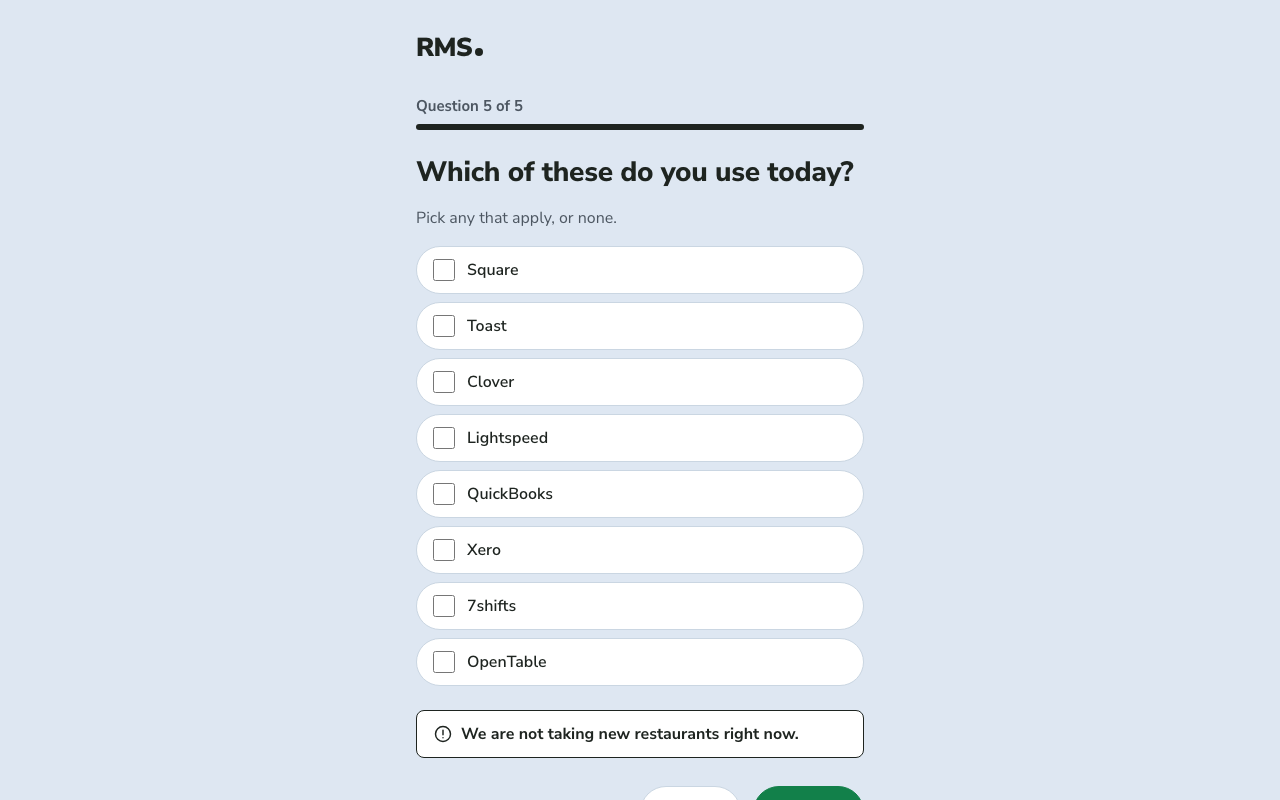 RMS.
Question 5 of 5
Which of these do you use today?
Pick any that apply, or none.
Square
Toast
Clover
Lightspeed
QuickBooks
Xero
7shifts
OpenTable
We are not taking new restaurants right now.